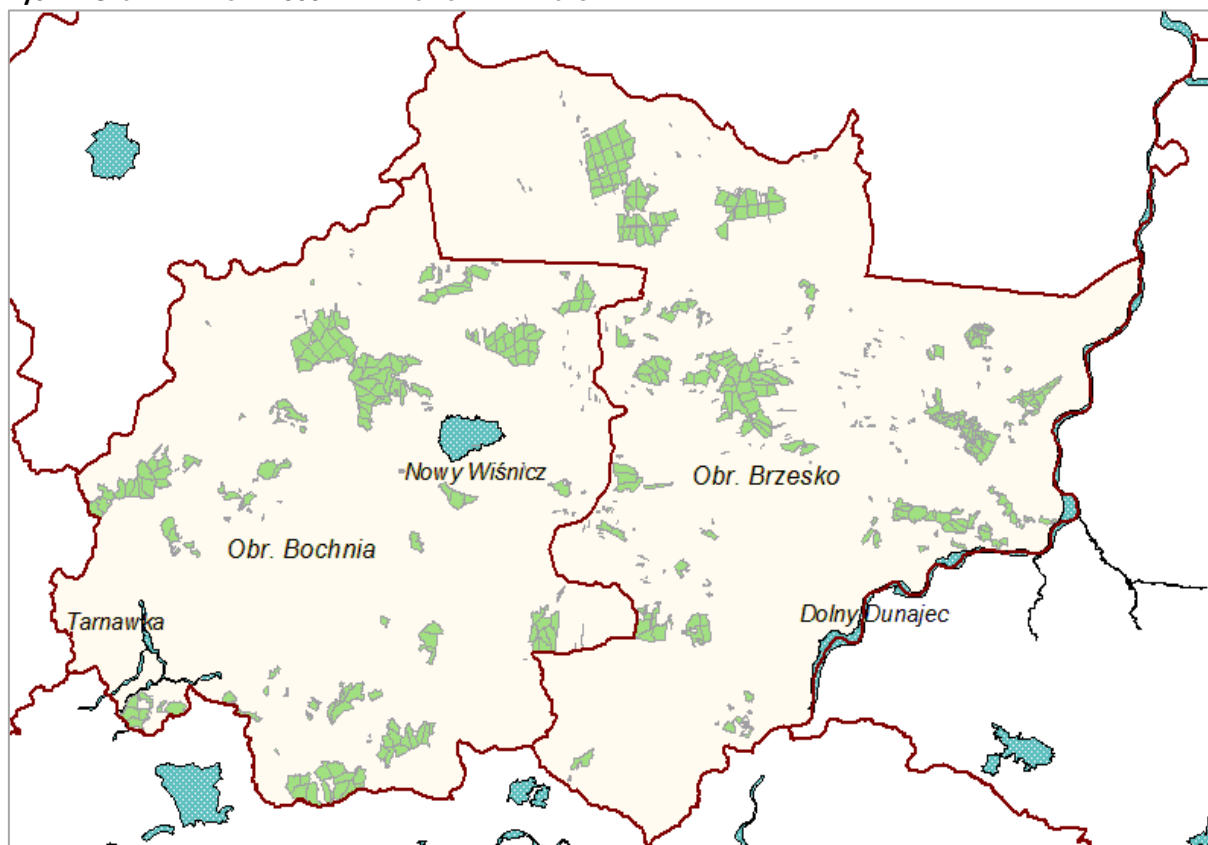 Nowy Wiśnicz
Obr. Brzesko
Obr. Bochnia
Tarnawka
Dolny Dunajec